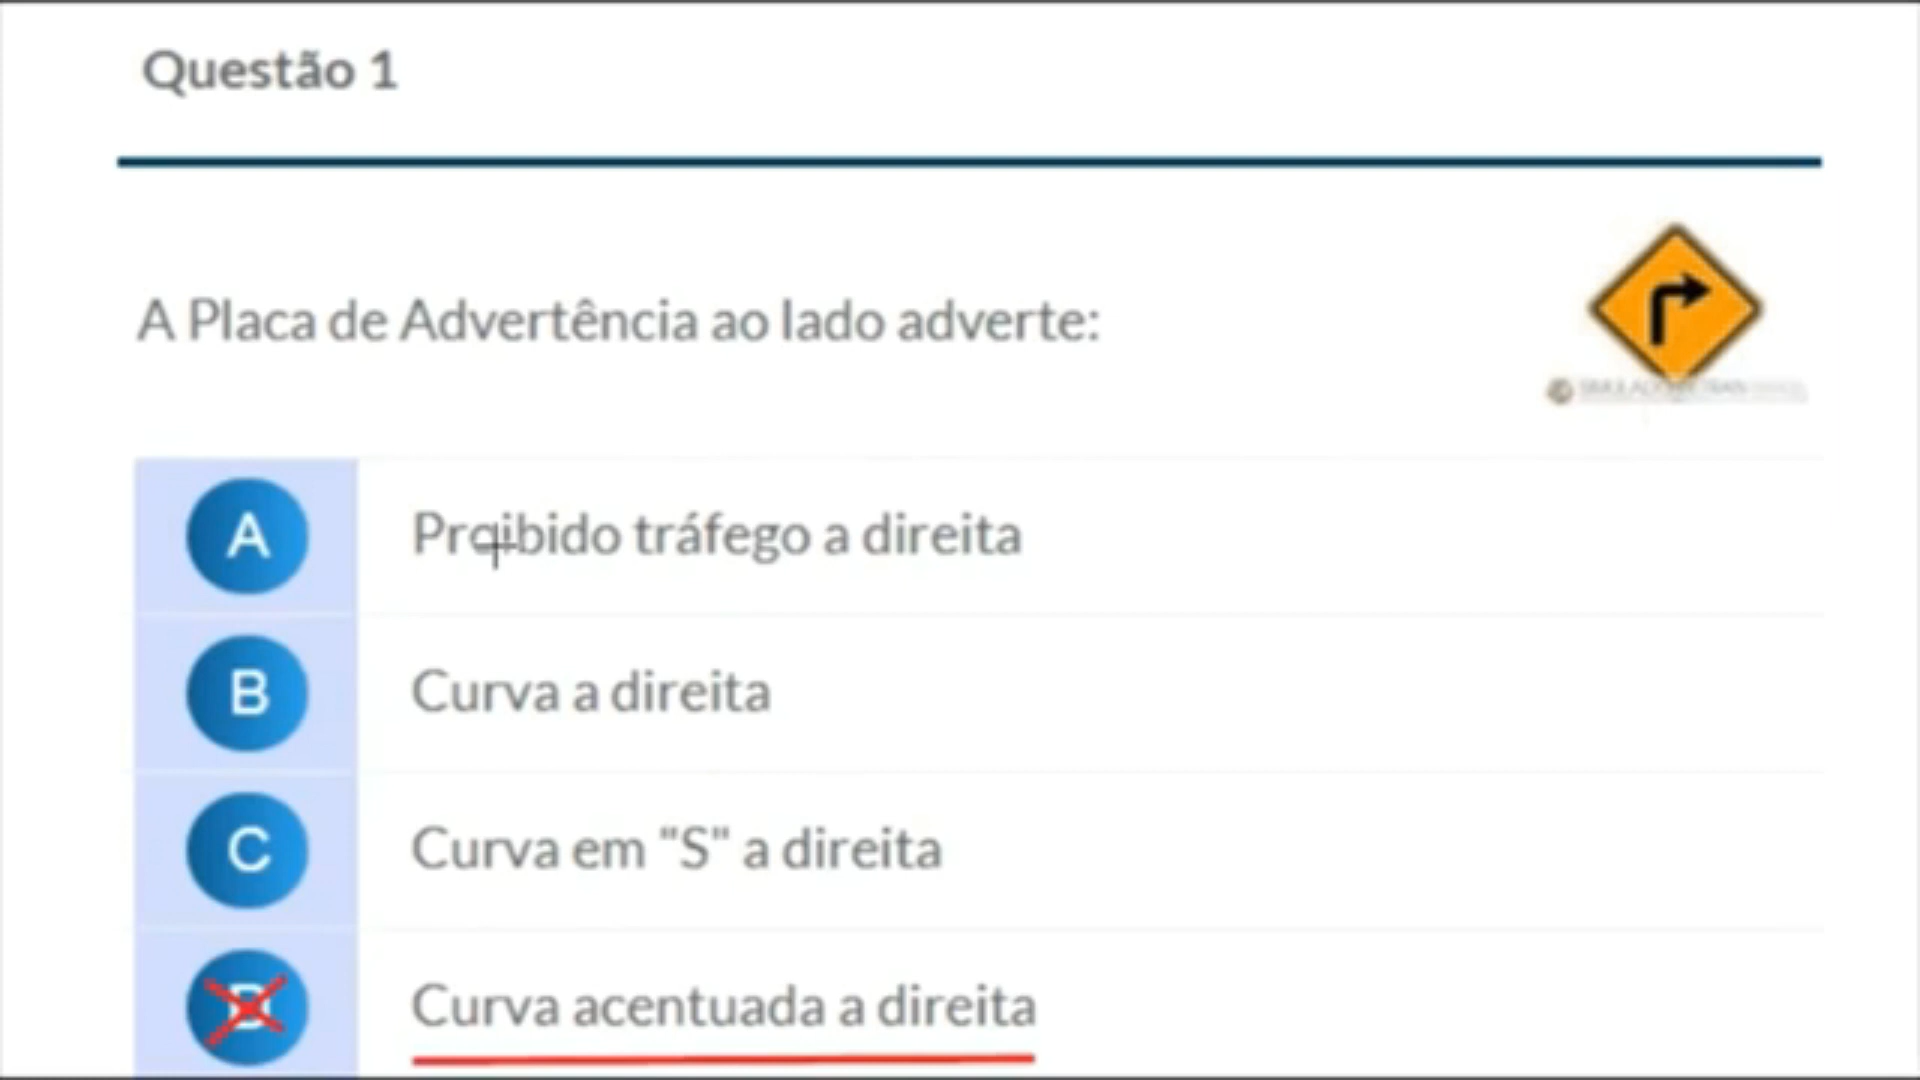 Questão 1
A Placa de Advertência ao lado adverte:
A
Proibido tráfego a direita
B
Curva a direita
C
Curva em "S" a direita
D
Curva acentuada a direita